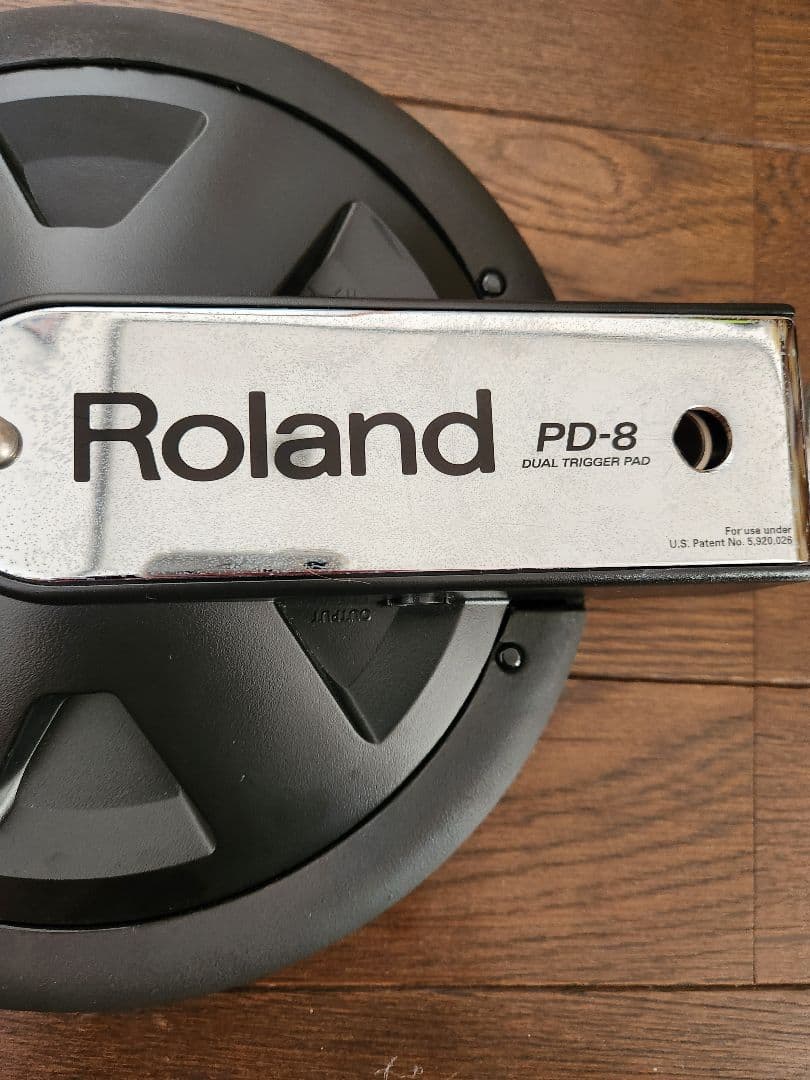 Roland
PD-8
DUAL TRIGGER PAD
For use under
U.S. Patent No. 5,920,026
OUTPUT